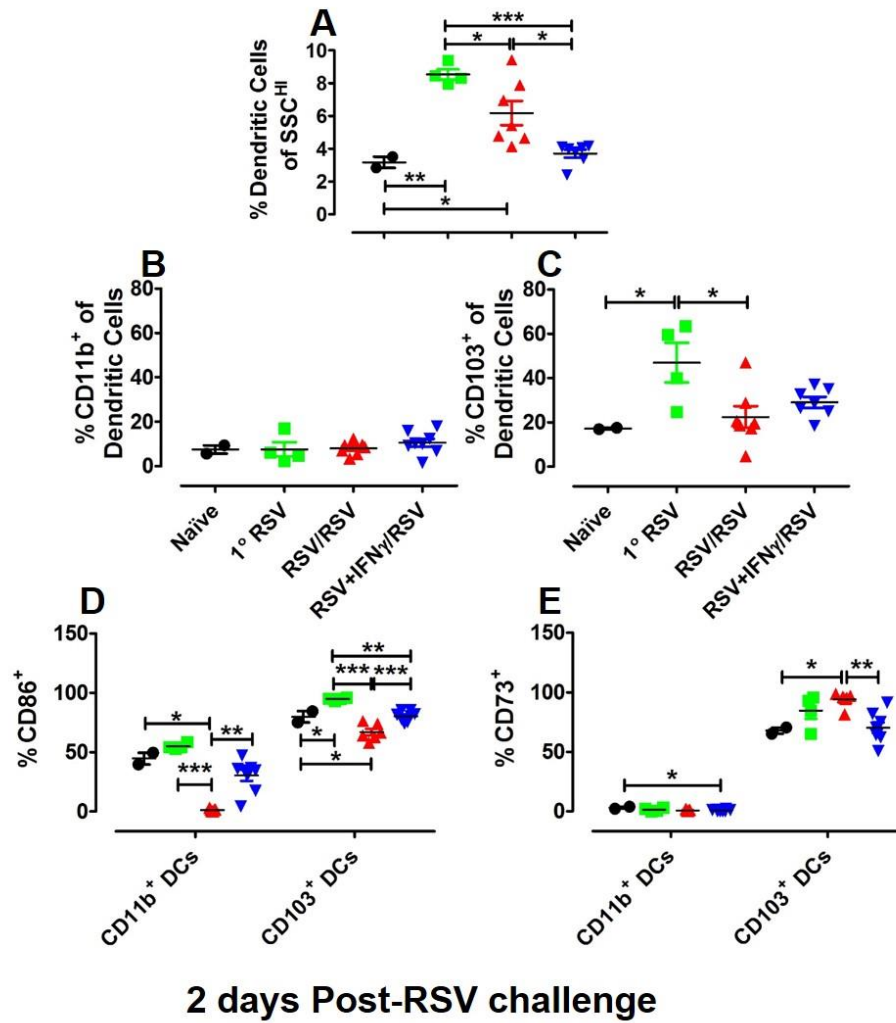 A
% Dendritic Cells
of SSCᴴᴵ
10
8
6
4
2
0
***
*
*
**
*
B
% CD11b⁺ of
Dendritic Cells
80
60
40
20
0
Naïve
1° RSV
RSV/RSV
RSV+IFNγ/RSV
C
% CD103⁺ of
Dendritic Cells
80
60
40
20
0
*
*
Naïve
1° RSV
RSV/RSV
RSV+IFNγ/RSV
D
% CD86⁺
150
100
50
0
*
**
***
**
***
***
*
*
CD11b⁺ DCs
CD103⁺ DCs
E
% CD73⁺
150
100
50
0
*
*
**
CD11b⁺ DCs
CD103⁺ DCs
2 days Post-RSV challenge